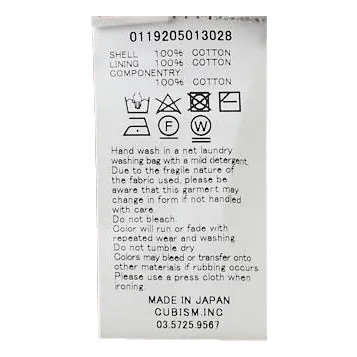 0119205013028
SHELL 100% COTTON
LINING 100% COTTON
COMPONENTRY
100% COTTON
F W
Hand wash in a net laundry
washing bag with a mild detergent.
Due to the fragile nature of
the fabric used, please be
aware that this garment may
change in form if not handled
with care.
Do not bleach.
Color will run or fade with
repeated wear and washing.
Do not tumble dry.
Colors may bleed or transfer onto
other materials if rubbing occurs.
Please use a press cloth when
ironing.
MADE IN JAPAN
CUBISM.INC
03.5725.9567